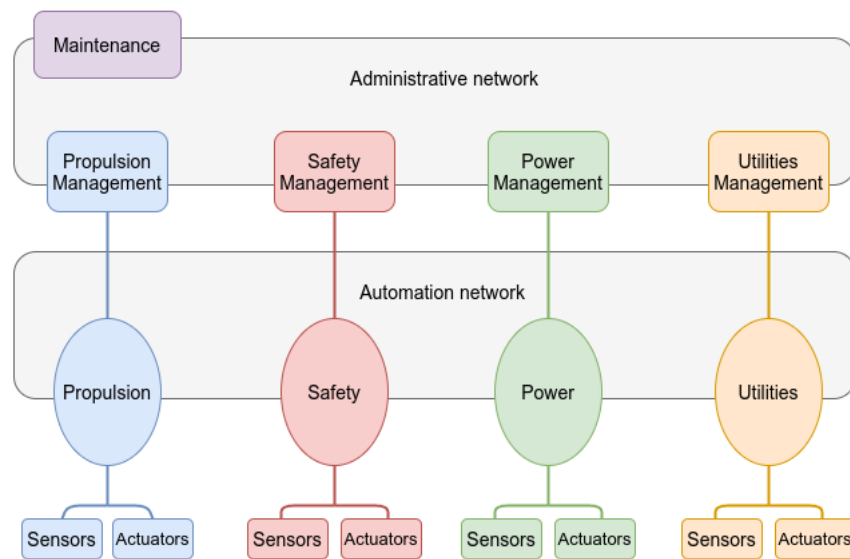 Maintenance
Administrative network
Propulsion
Management
Safety
Management
Power
Management
Utilities
Management
Automation network
Propulsion
Safety
Power
Utilities
Sensors
Actuators
Sensors
Actuators
Sensors
Actuators
Sensors
Actuators